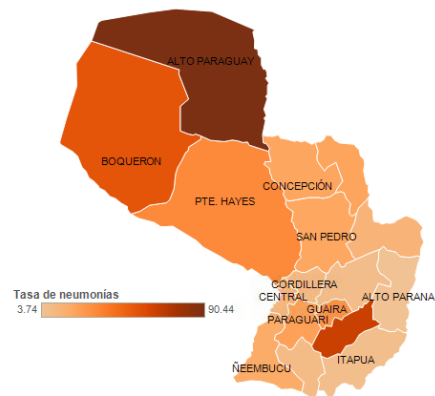 ALTO PARAGUAY
BOQUERON
CONCEPCIÓN
PTE. HAYES
SAN PEDRO
CORDILLERA
CENTRAL
ALTO PARANA
GUAIRA
PARAGUARI
ITAPUA
ÑEEMBUCU
Tasa de neumonías
3.74 90.44